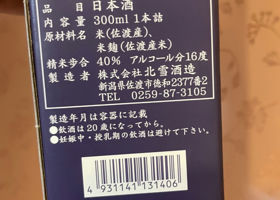 品目 日本酒
内容量 300ml 1本詰
原材料名 米(佐渡産)、
米麹(佐渡産米)
精米歩合 40% アルコール分16度
製造者 株式会社北雪酒造
新潟県佐渡市徳和2377番2
TEL 0259-87-3105
製造年月は容器に記載
●飲酒は20歳になってから。
●妊娠中・授乳期の飲酒は避けて下さい。
4 931141 131406